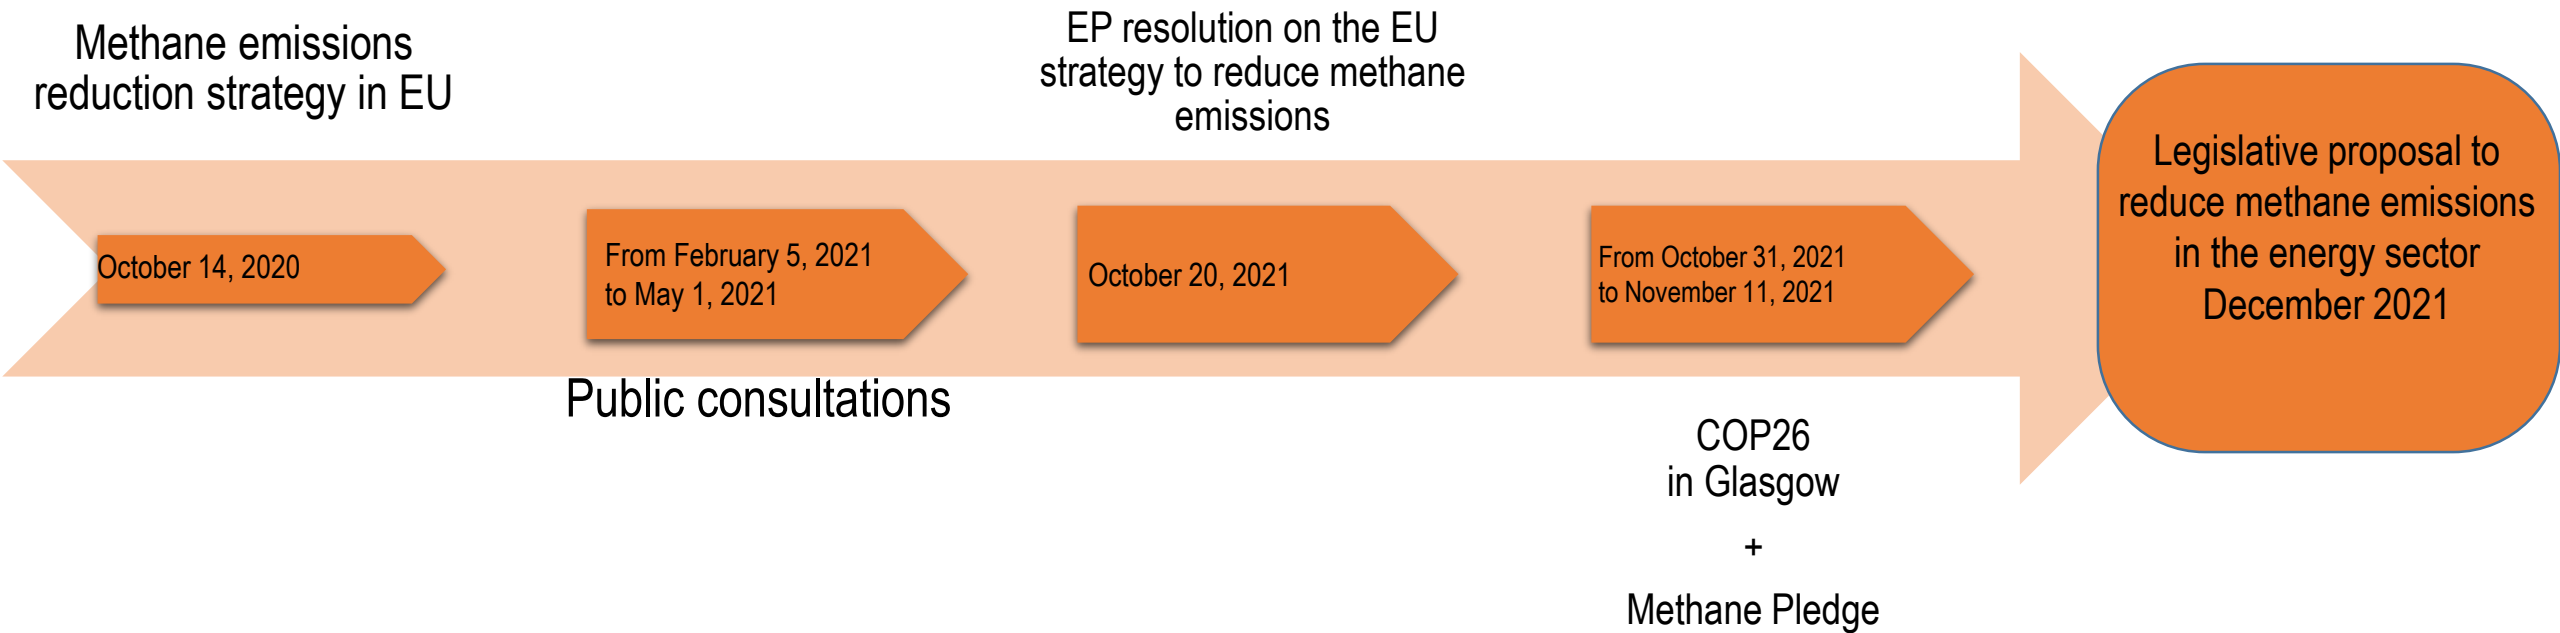 Methane emissions
reduction strategy in EU
October 14, 2020
From February 5, 2021
to May 1, 2021
Public consultations
EP resolution on the EU
strategy to reduce methane
emissions
October 20, 2021
From October 31, 2021
to November 11, 2021
COP26
in Glasgow
+
Methane Pledge
Legislative proposal to
reduce methane emissions
in the energy sector
December 2021